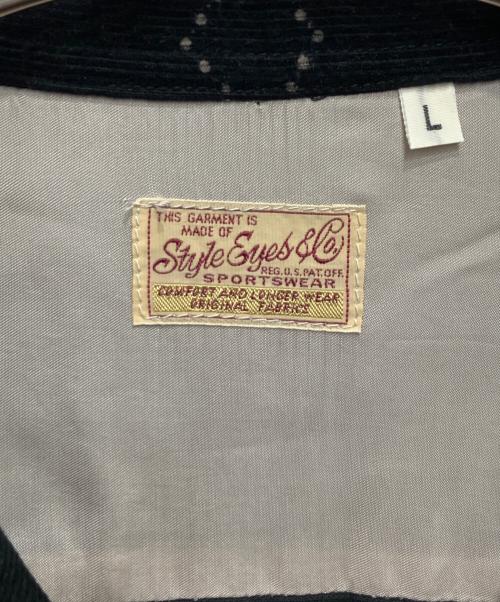 L
THIS GARMENT IS
MADE OF
Style Eyes & Co.
REG. U.S. PAT. OFF.
SPORTSWEAR
COMFORT AND LONGER WEAR
ORIGINAL FABRICS